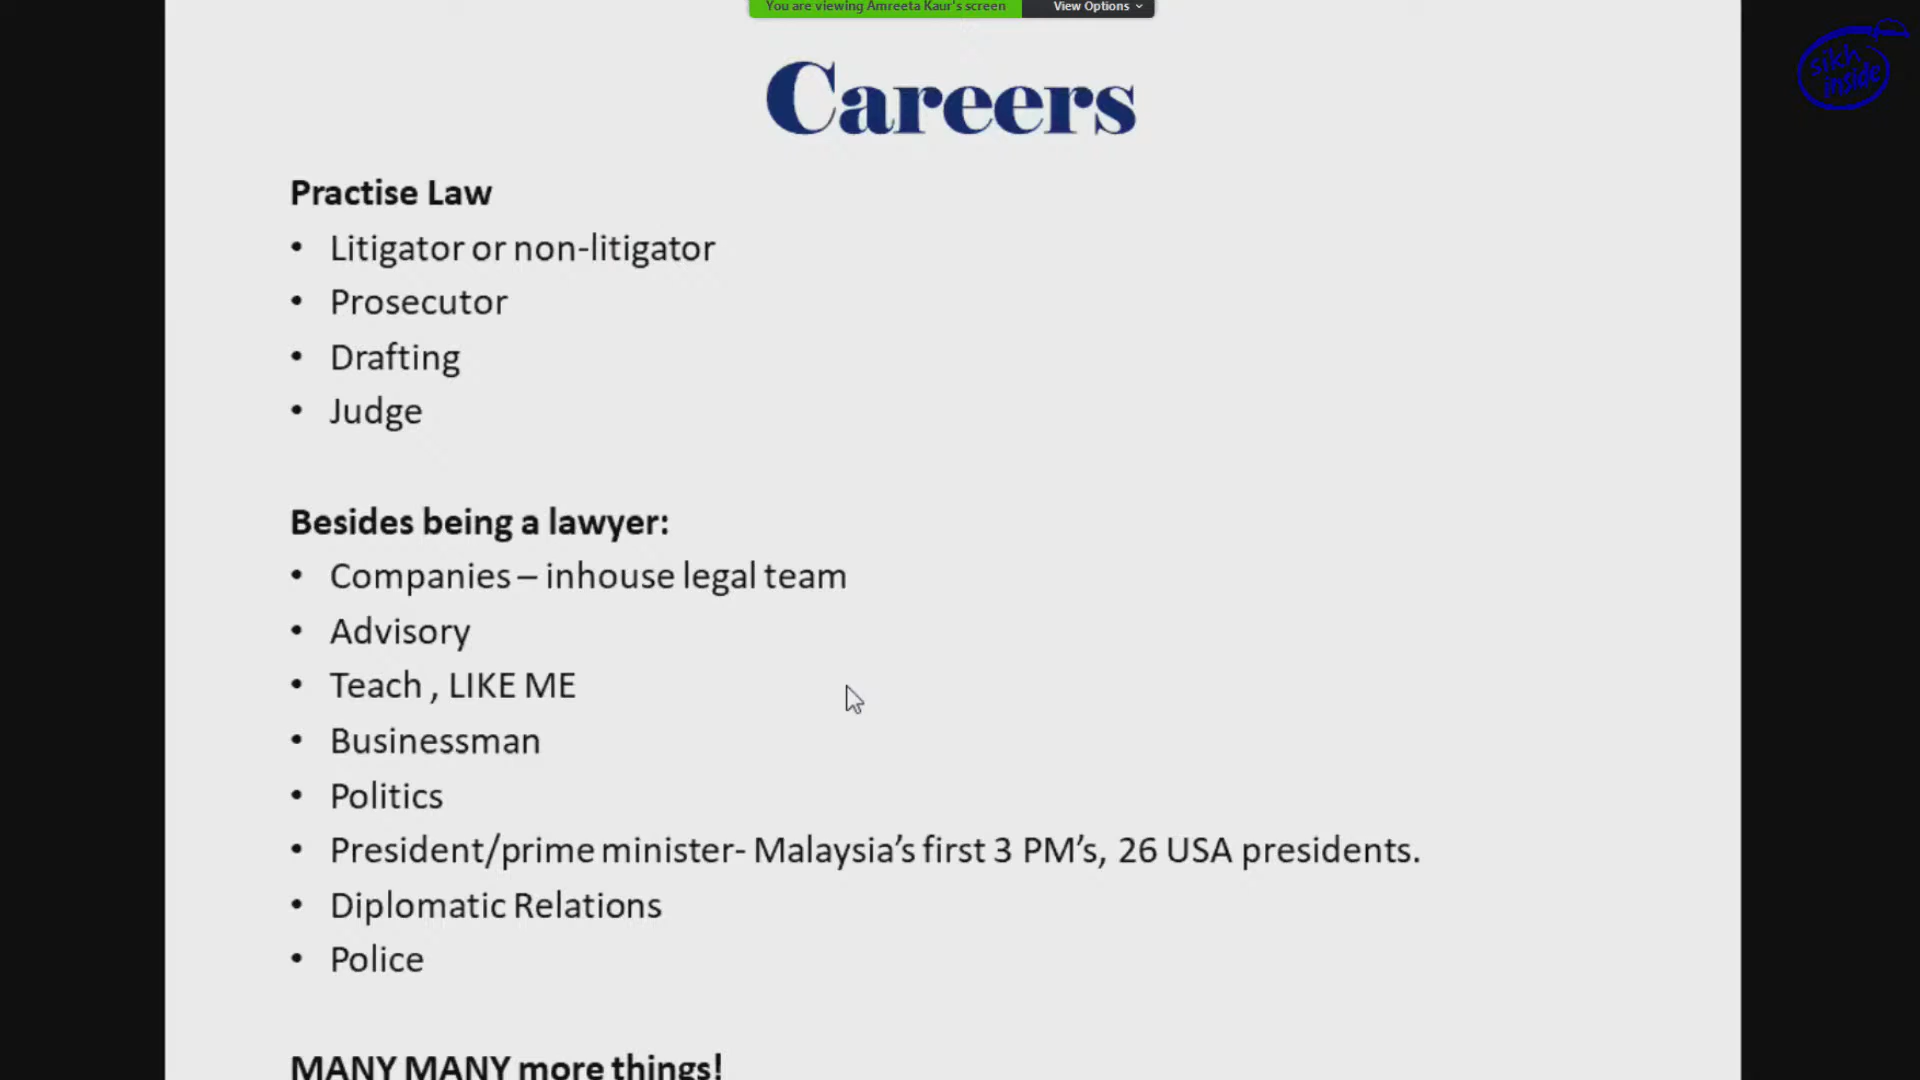 You are viewing Amreeta Kaur's screen View Options
sikh
inside
Careers
Practise Law
• Litigator or non-litigator
• Prosecutor
• Drafting
• Judge
Besides being a lawyer:
• Companies – inhouse legal team
• Advisory
• Teach , LIKE ME
• Businessman
• Politics
• President/prime minister- Malaysia’s first 3 PM’s, 26 USA presidents.
• Diplomatic Relations
• Police
MANY MANY more things!